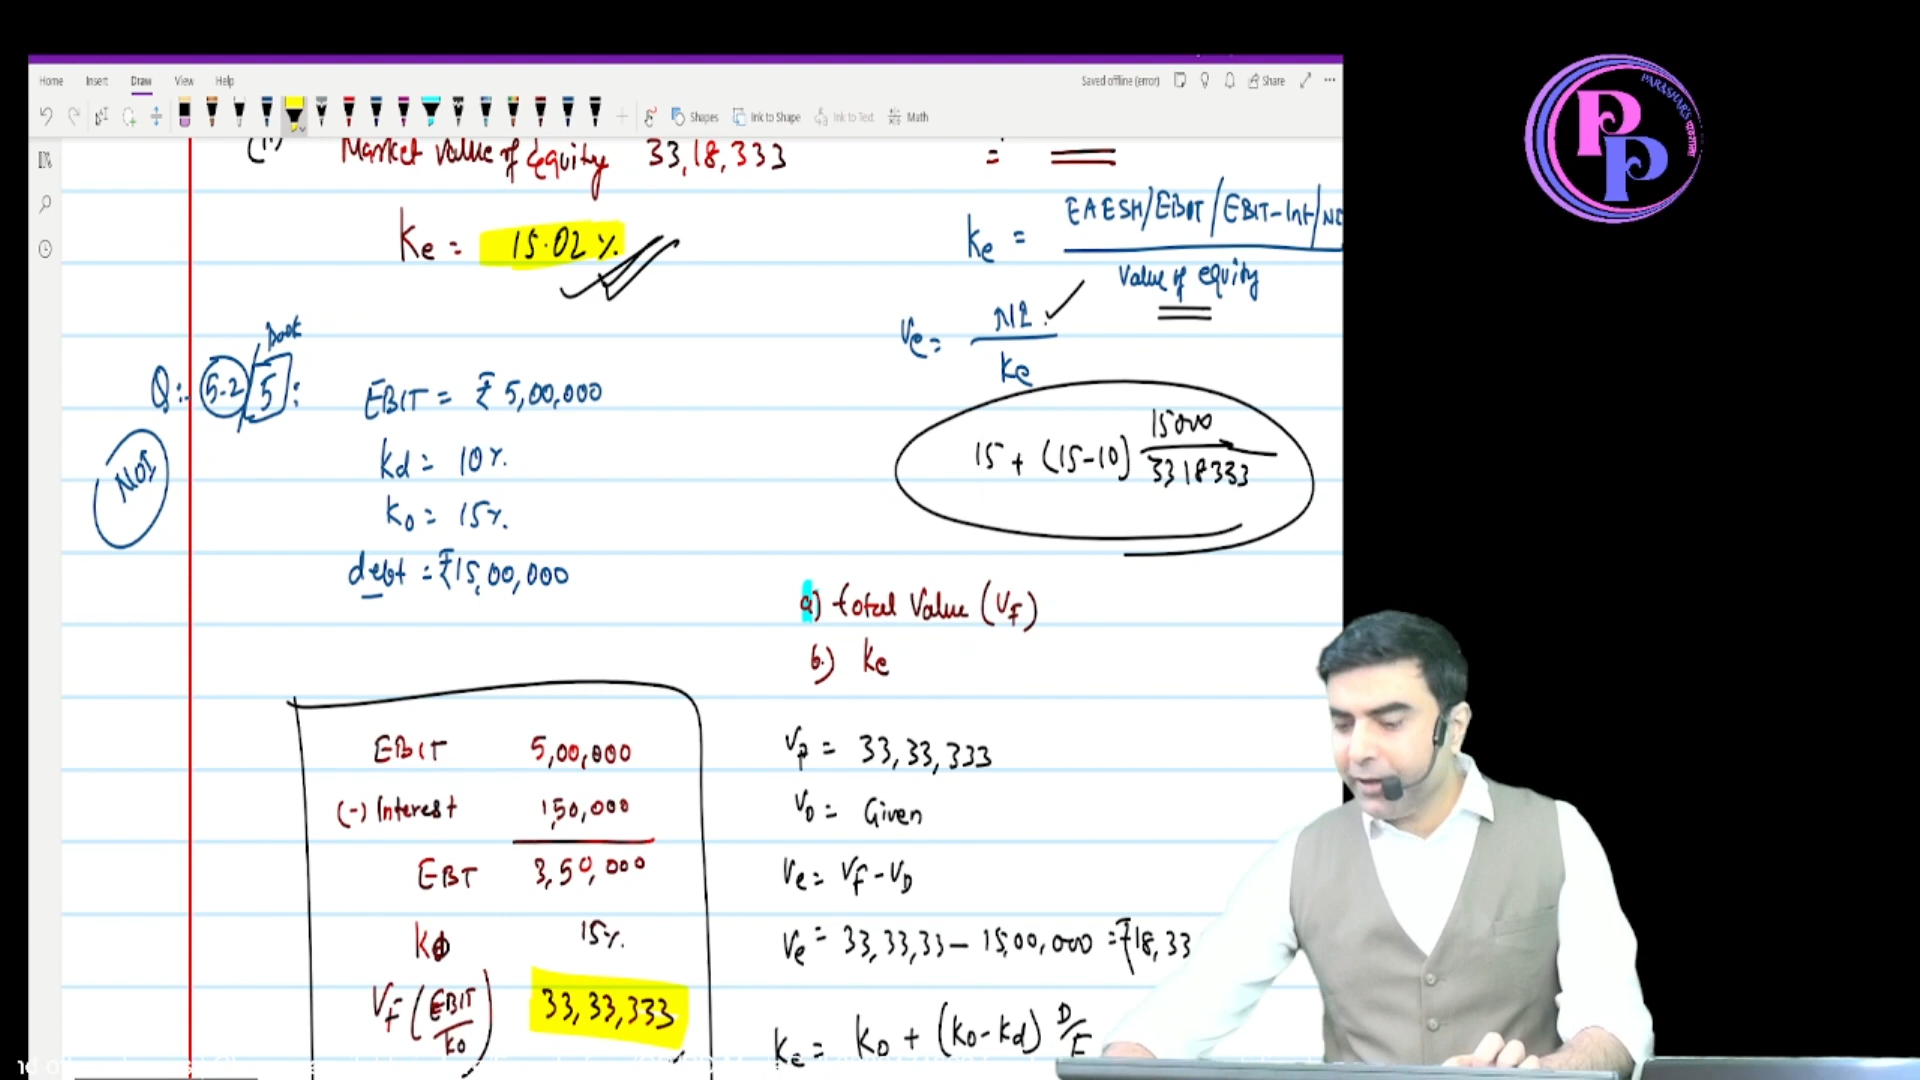 Home Insert Draw View Help
Saved offline (error) Share
Shapes Ink to Shape Ink to Text Math
Market Value of Equity 33,18,333 =
Ke = 15.02 %
Ke = EAESH/EBIT/EBIT-Int/
Value of equity
Ve =
Ke
Q:- 5.2 / 5 :
Book
NOI
EBIT = ₹ 5,00,000
Kd = 10%
Ko = 15%
debt = ₹15,00,000
15 + (15-10) 15000
3318333
a) total Value (VF)
b.) Ke
EBIT 5,00,000
(-) Interest 1,50,000
EBT 3,50,000
15%
VF (EBIT
Ko) 33,33,333
33,33,333
VD = Given
Ve = VF - VD
Ve = 33,33,33 - 15,00,000 = ₹18,33
Ke = Ko + (Ko-Kd) D/E
PP
PARASHAR'S